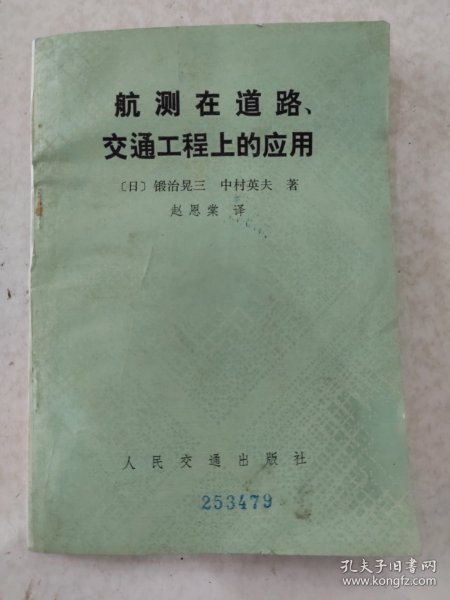 航测在道路、
交通工程上的应用
〔日〕锻治晃三 中村英夫 著
赵恩棠 译
人民交通出版社
253479
孔夫子旧书网
www.kongfz.com